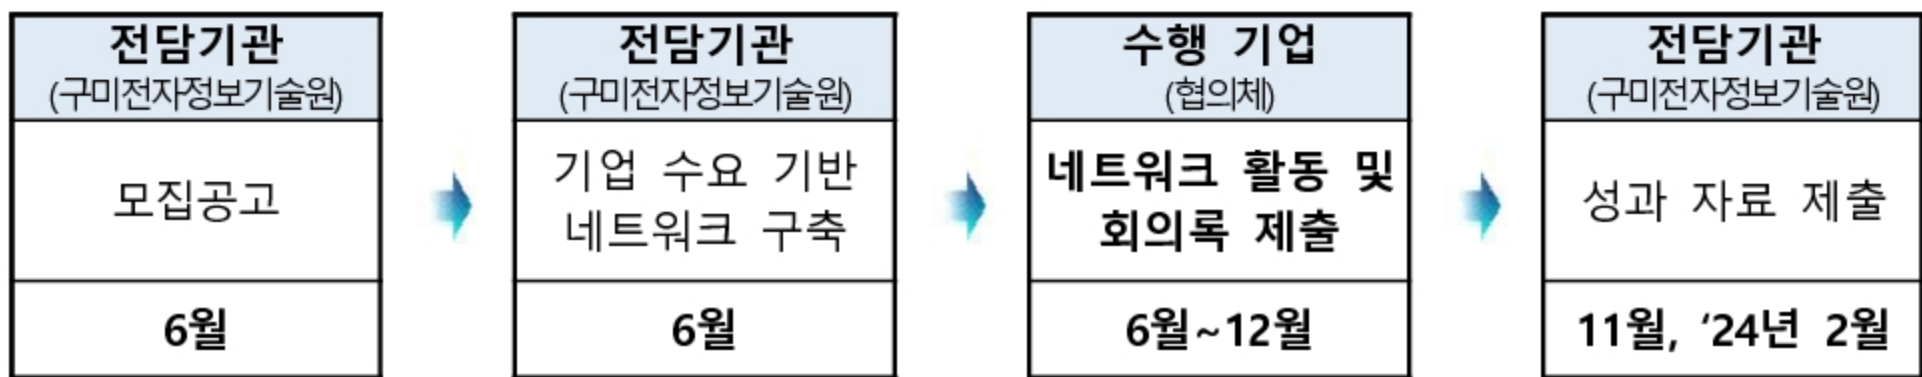 전담기관
(구미전자정보기술원)
모집공고
6월
전담기관
(구미전자정보기술원)
기업 수요 기반
네트워크 구축
6월
수행 기업
(협의체)
네트워크 활동 및
회의록 제출
6월~12월
전담기관
(구미전자정보기술원)
성과 자료 제출
11월, ‘24년 2월